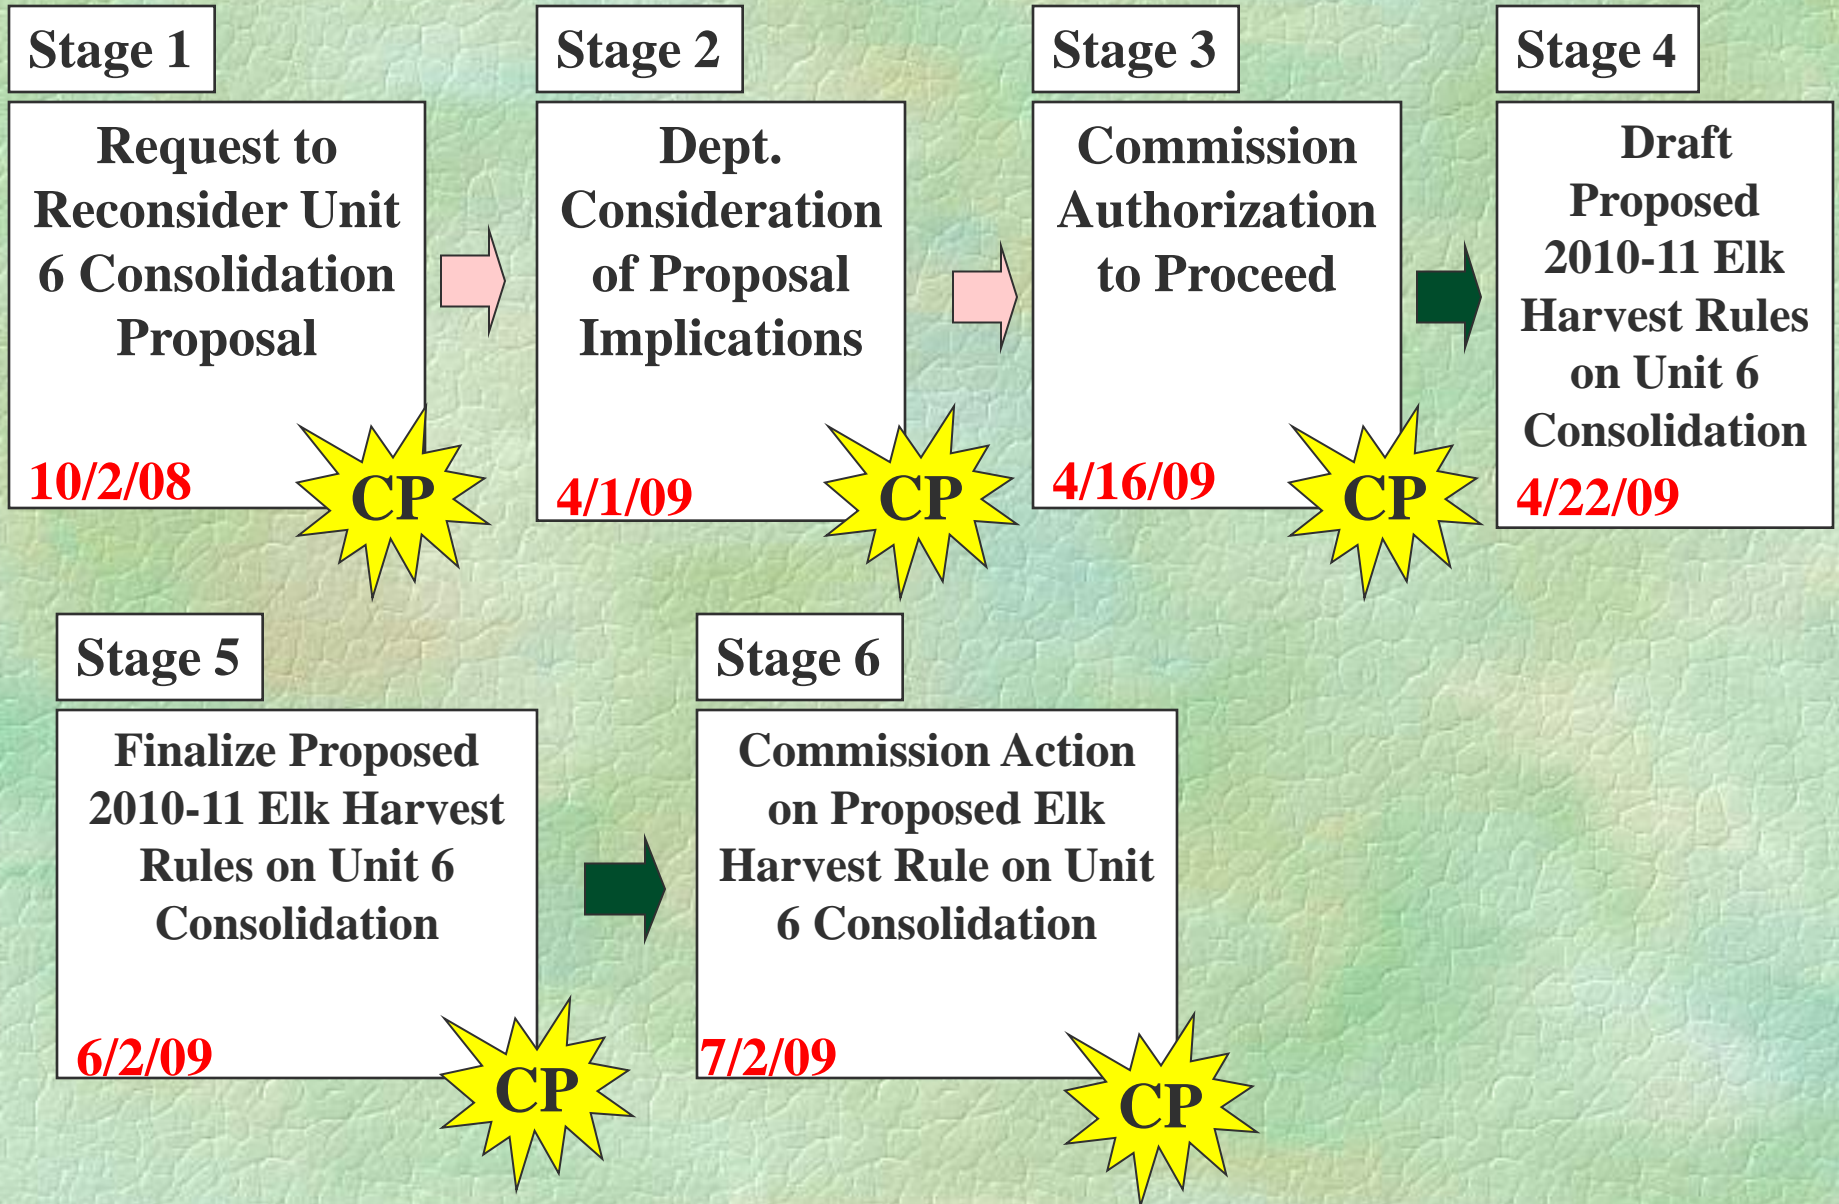 Stage 1
Request to
Reconsider Unit
6 Consolidation
Proposal
10/2/08
CP
Stage 2
Dept.
Consideration
of Proposal
Implications
4/1/09
CP
Stage 3
Commission
Authorization
to Proceed
4/16/09
CP
Stage 4
Draft
Proposed
2010-11 Elk
Harvest Rules
on Unit 6
Consolidation
4/22/09
Stage 5
Finalize Proposed
2010-11 Elk Harvest
Rules on Unit 6
Consolidation
6/2/09
CP
Stage 6
Commission Action
on Proposed Elk
Harvest Rule on Unit
6 Consolidation
7/2/09
CP